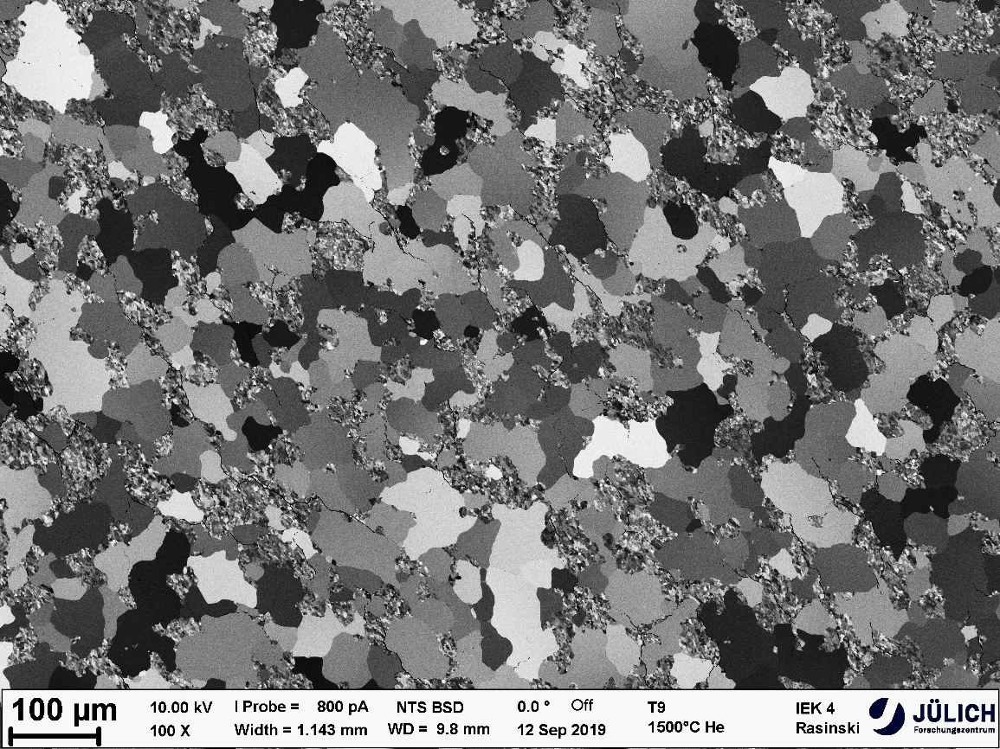 100 µm 10.00 kV I Probe = 800 pA NTS BSD 0.0 ° Off T9 IEK 4 JÜLICH
100 X Width = 1.143 mm WD = 9.8 mm 12 Sep 2019 1500°C He Rasinski Forschungszentrum